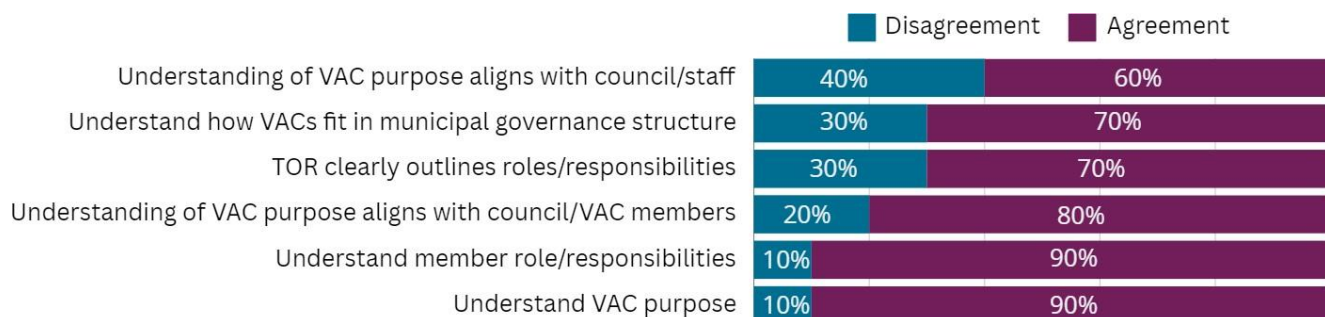 Disagreement Agreement
Understanding of VAC purpose aligns with council/staff 40% 60%
Understand how VACs fit in municipal governance structure 30% 70%
TOR clearly outlines roles/responsibilities 30% 70%
Understanding of VAC purpose aligns with council/VAC members 20% 80%
Understand member role/responsibilities 10% 90%
Understand VAC purpose 10% 90%